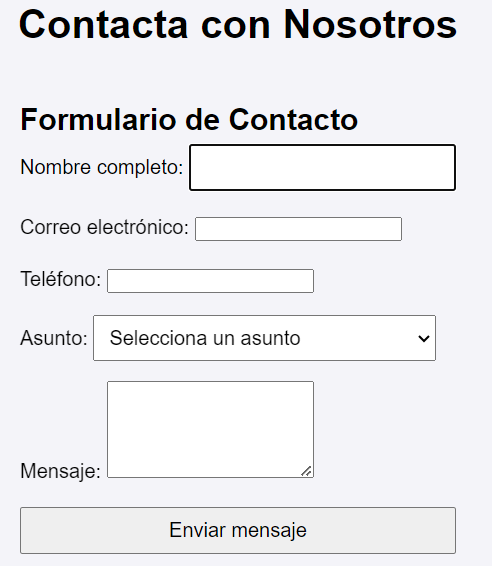 Contacta con Nosotros
Formulario de Contacto
Nombre completo:
Correo electrónico:
Teléfono:
Asunto: Selecciona un asunto
Mensaje:
Enviar mensaje